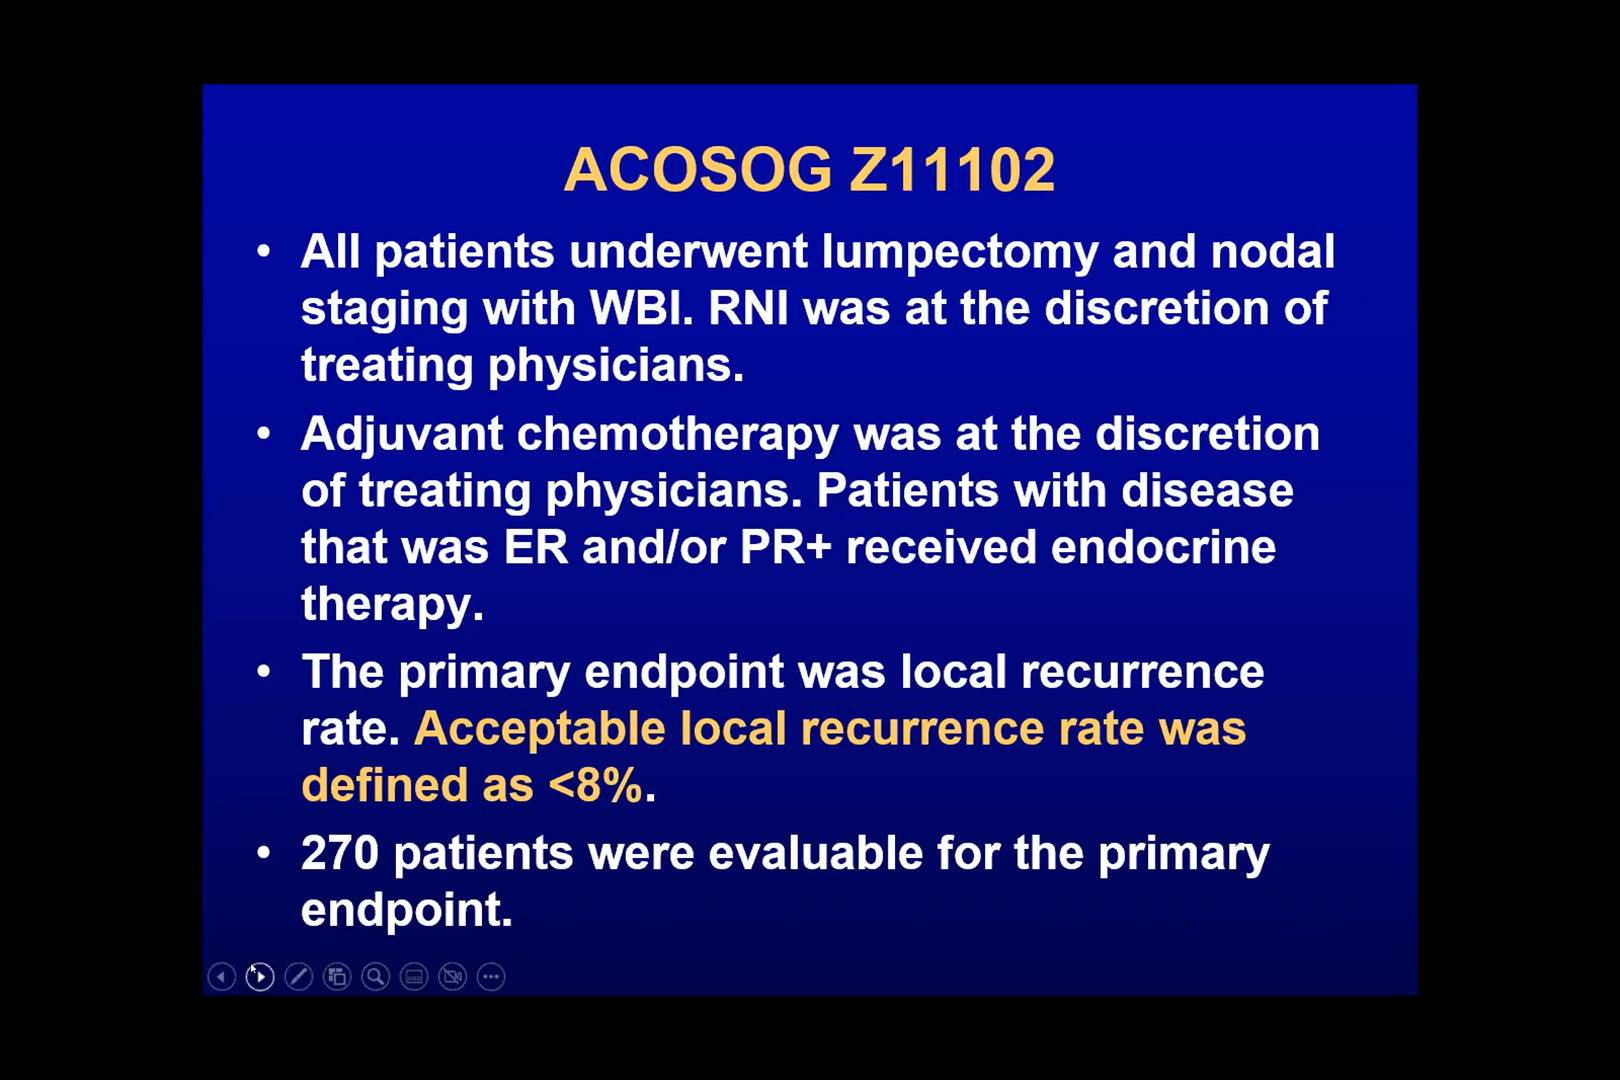 ACOSOG Z11102
• All patients underwent lumpectomy and nodal
staging with WBI. RNI was at the discretion of
treating physicians.
• Adjuvant chemotherapy was at the discretion
of treating physicians. Patients with disease
that was ER and/or PR+ received endocrine
therapy.
• The primary endpoint was local recurrence
rate. Acceptable local recurrence rate was
defined as <8%.
• 270 patients were evaluable for the primary
endpoint.